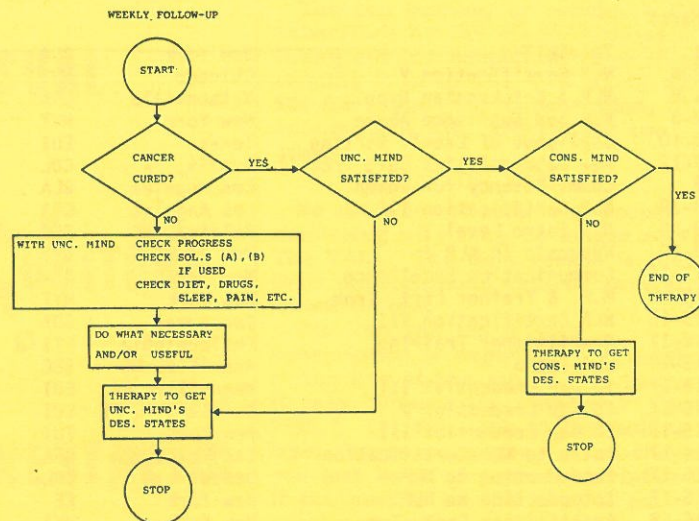 WEEKLY FOLLOW-UP
START
CANCER
CURED?
YES
UNC. MIND
SATISFIED?
YES
CONS. MIND
SATISFIED?
YES
NO
NO
NO
WITH UNC. MIND CHECK PROGRESS
CHECK SOL.S (A),(B)
IF USED
CHECK DIET, DRUGS,
SLEEP, PAIN. ETC.
END OF
THERAPY
DO WHAT NECESSARY
AND/OR USEFUL
THERAPY TO GET
CONS. MIND'S
DES. STATES
THERAPY TO GET
UNC. MIND'S
DES. STATES
STOP
STOP